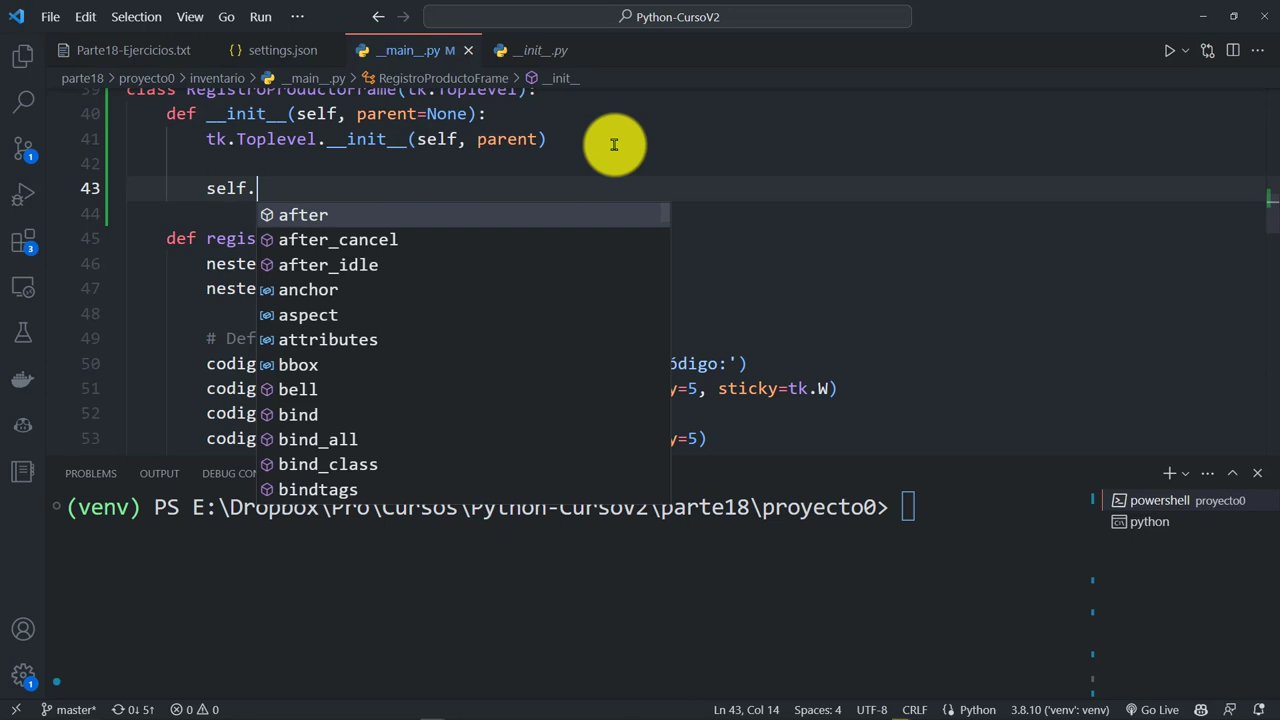 File Edit Selection View Go Run ··· Python-CursoV2
Parte18-Ejercicios.txt {} settings.json __main__.py M __init__.py
parte18 > proyecto0 > inventario > __main__.py > RegistroProductoFrame > __init__
39 class RegistroProductoFrame(tk.Toplevel):
40 def __init__(self, parent=None):
41 tk.Toplevel.__init__(self, parent)
42
43 self.
44 after
45 def regis after_cancel
46 neste after_idle
47 neste anchor
48 aspect
49 # Def attributes
50 codig bbox ódigo:')
51 codig bell y=5, sticky=tk.W)
52 codig bind
53 codig bind_all y=5)
bind_class
PROBLEMS OUTPUT DEBUG CON bindtags
(venv) PS E:\Dropbox\Pro\Cursos\Python-CursoV2\parte18\proyecto0>
powershell proyecto0
python
master* 0↓ 5↑ 0 0 Ln 43, Col 14 Spaces: 4 UTF-8 CRLF {} Python 3.8.10 ('venv': venv) Go Live